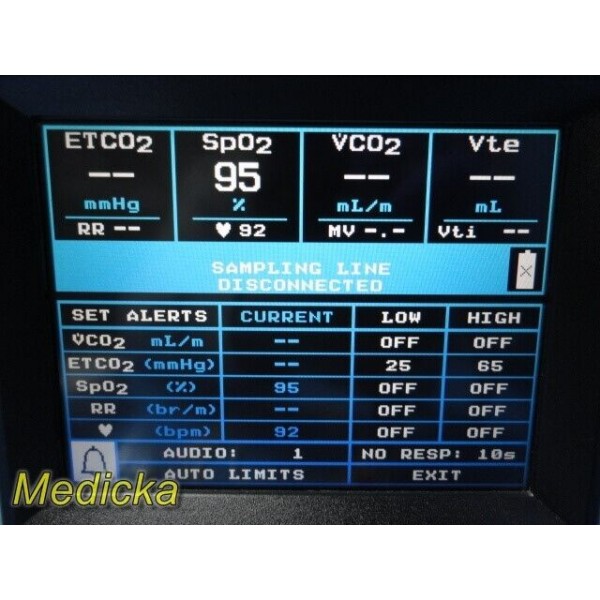 ETCO2 SpO2 V̇CO2 Vte
-- 95 -- --
mmHg % mL/m mL
RR -- ♥ 92 MV -.- Vti --
SAMPLING LINE
DISCONNECTED
SET ALERTS CURRENT LOW HIGH
V̇CO2 mL/m -- OFF OFF
ETCO2 (mmHg) -- 25 65
SpO2 (%) 95 OFF OFF
RR (br/m) -- OFF OFF
♥ (bpm) 92 OFF OFF
AUDIO: 1 NO RESP: 10s
AUTO LIMITS EXIT
Medicka